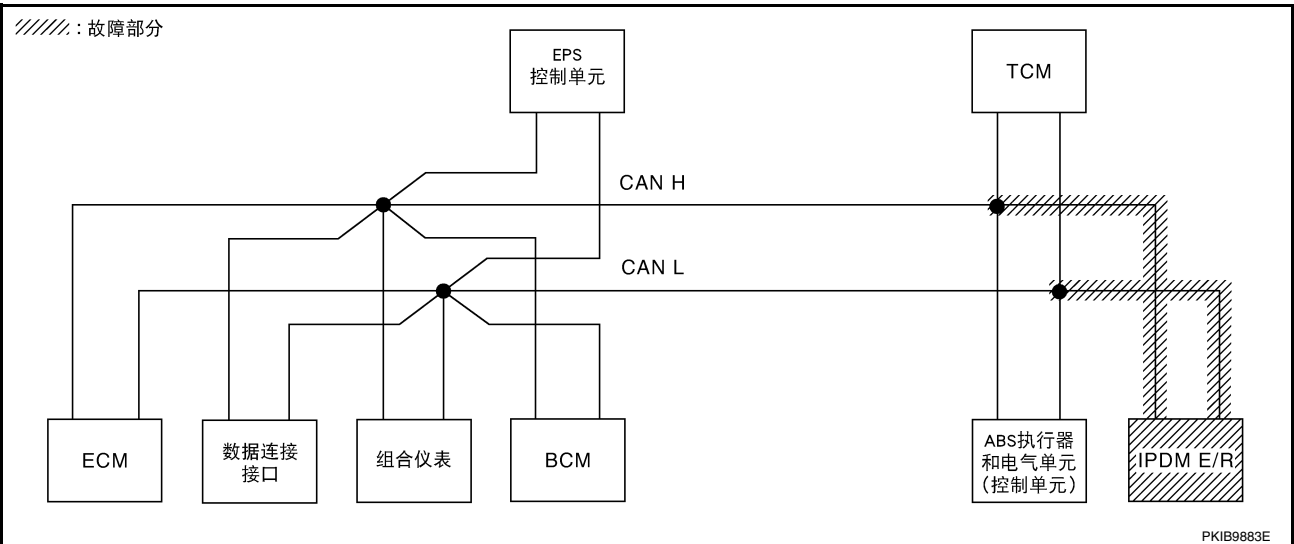 ：故障部分
EPS
控制单元
TCM
CAN H
CAN L
ECM
数据连接
接口
组合仪表
BCM
ABS执行器
和电气单元
（控制单元）
IPDM E/R
PKIB9883E